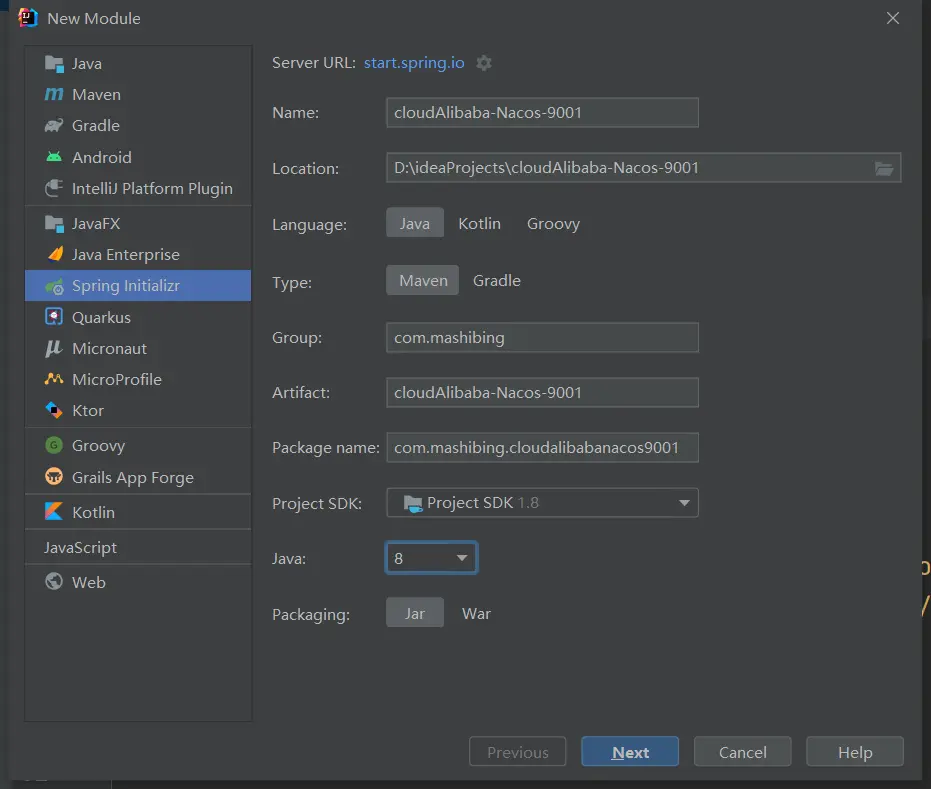 New Module
Java
Maven
Gradle
Android
IntelliJ Platform Plugin
JavaFX
Java Enterprise
Spring Initializr
Quarkus
Micronaut
MicroProfile
Ktor
Groovy
Grails App Forge
Kotlin
JavaScript
Web
Server URL: start.spring.io
Name: cloudAlibaba-Nacos-9001
Location: D:\ideaProjects\cloudAlibaba-Nacos-9001
Language: Java Kotlin Groovy
Type: Maven Gradle
Group: com.mashibing
Artifact: cloudAlibaba-Nacos-9001
Package name: com.mashibing.cloudalibabanacos9001
Project SDK: Project SDK 1.8
Java: 8
Packaging: Jar War
Previous Next Cancel Help